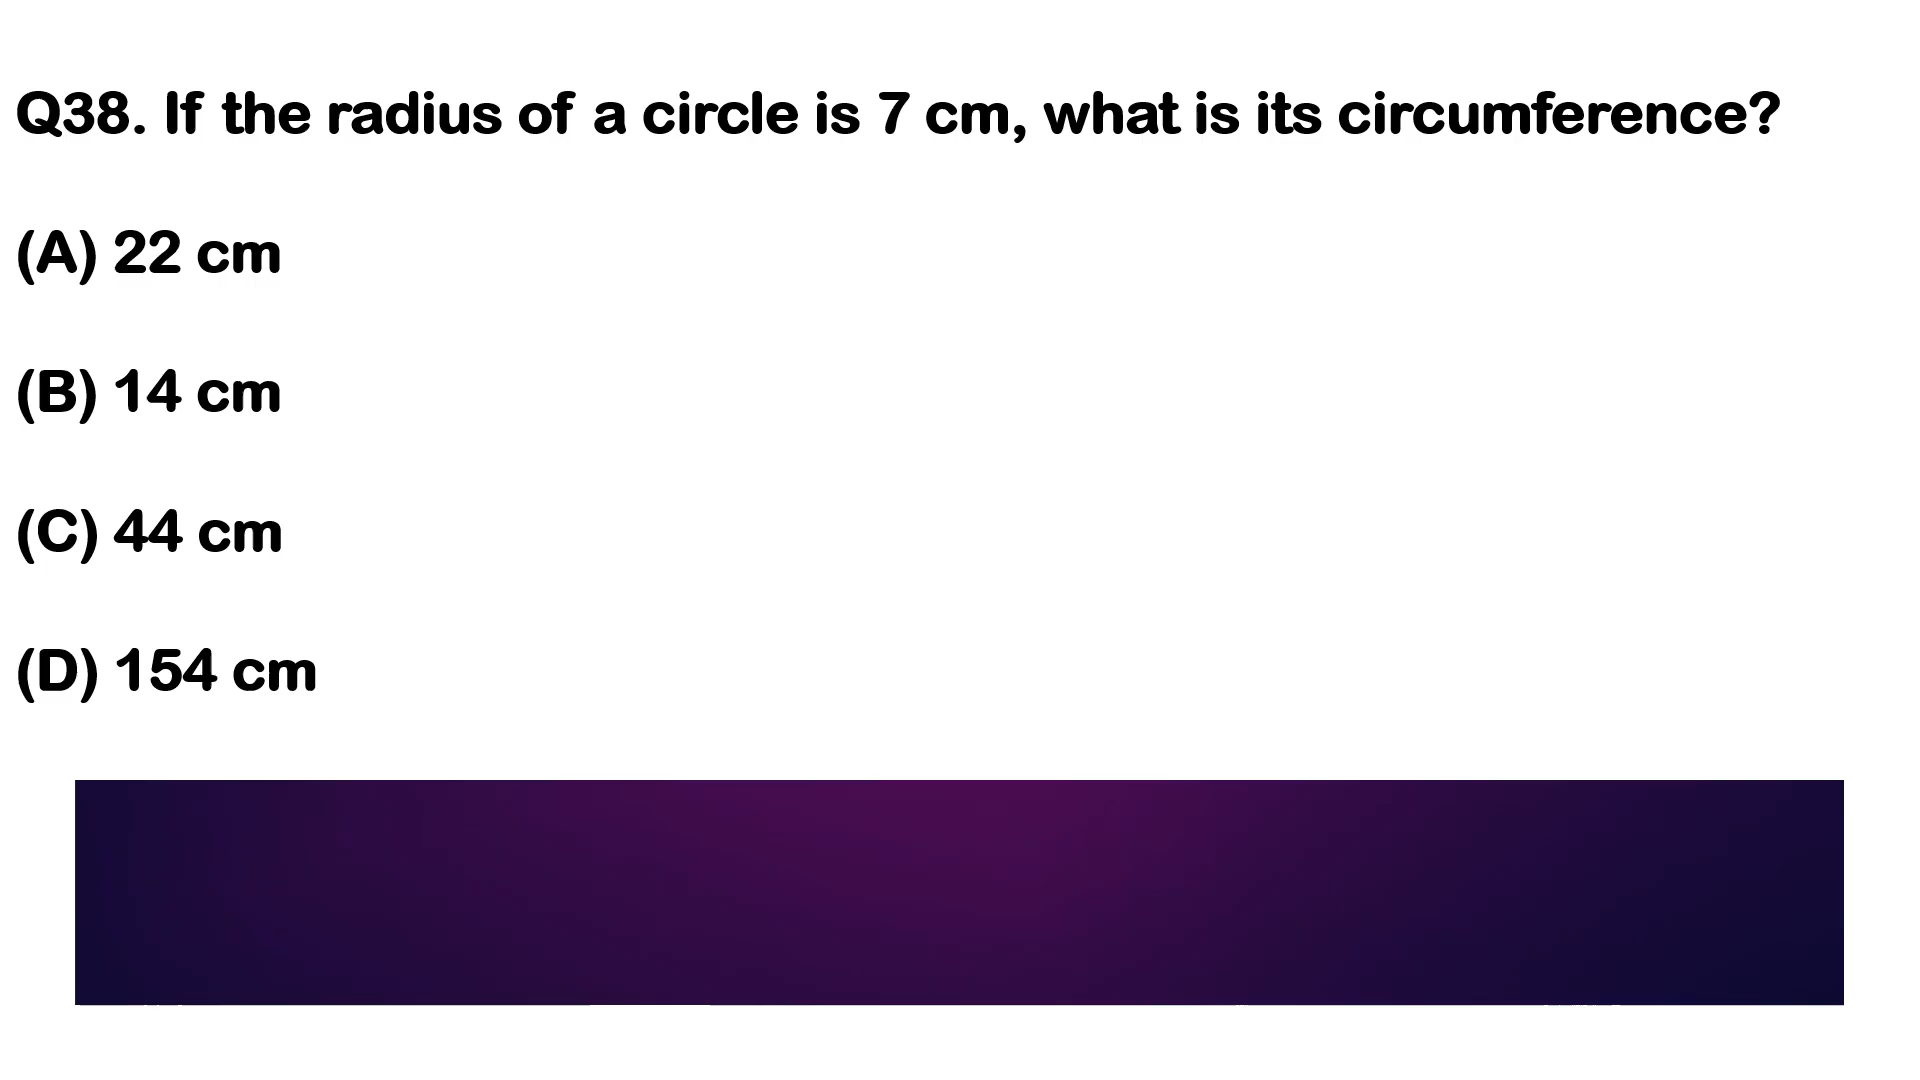 Q38. If the radius of a circle is 7 cm, what is its circumference?
(A) 22 cm
(B) 14 cm
(C) 44 cm
(D) 154 cm